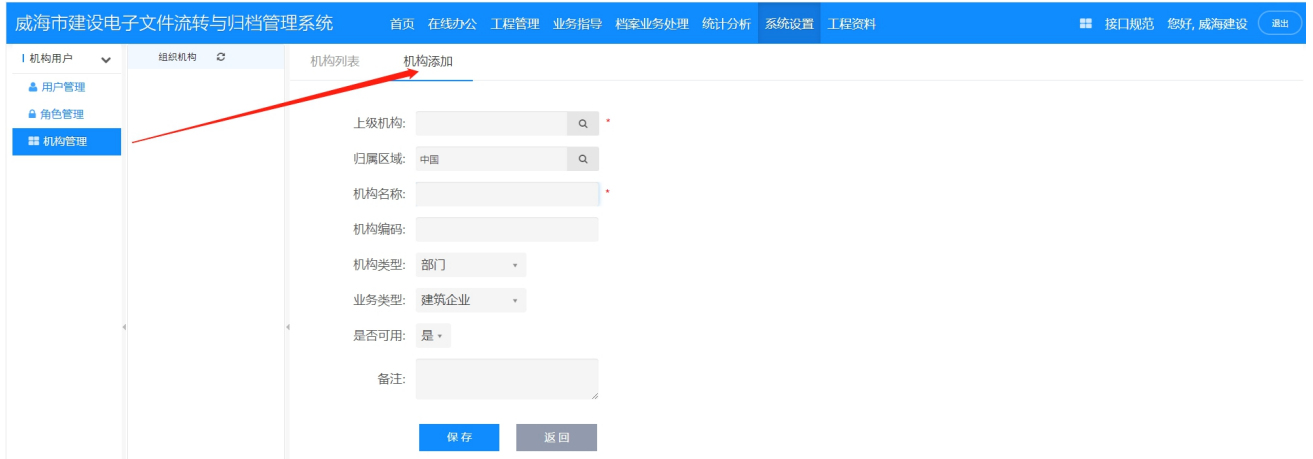 威海市建设电子文件流转与归档管理系统 首页 在线办公 工程管理 业务指导 档案业务处理 统计分析 系统设置 工程资料 接口规范 您好, 威海建设 退出
机构用户
用户管理
角色管理
机构管理
组织机构
机构列表 机构添加
上级机构: *
归属区域: 中国
机构名称: *
机构编码:
机构类型: 部门
业务类型: 建筑企业
是否可用: 是
备注:
保存 返回